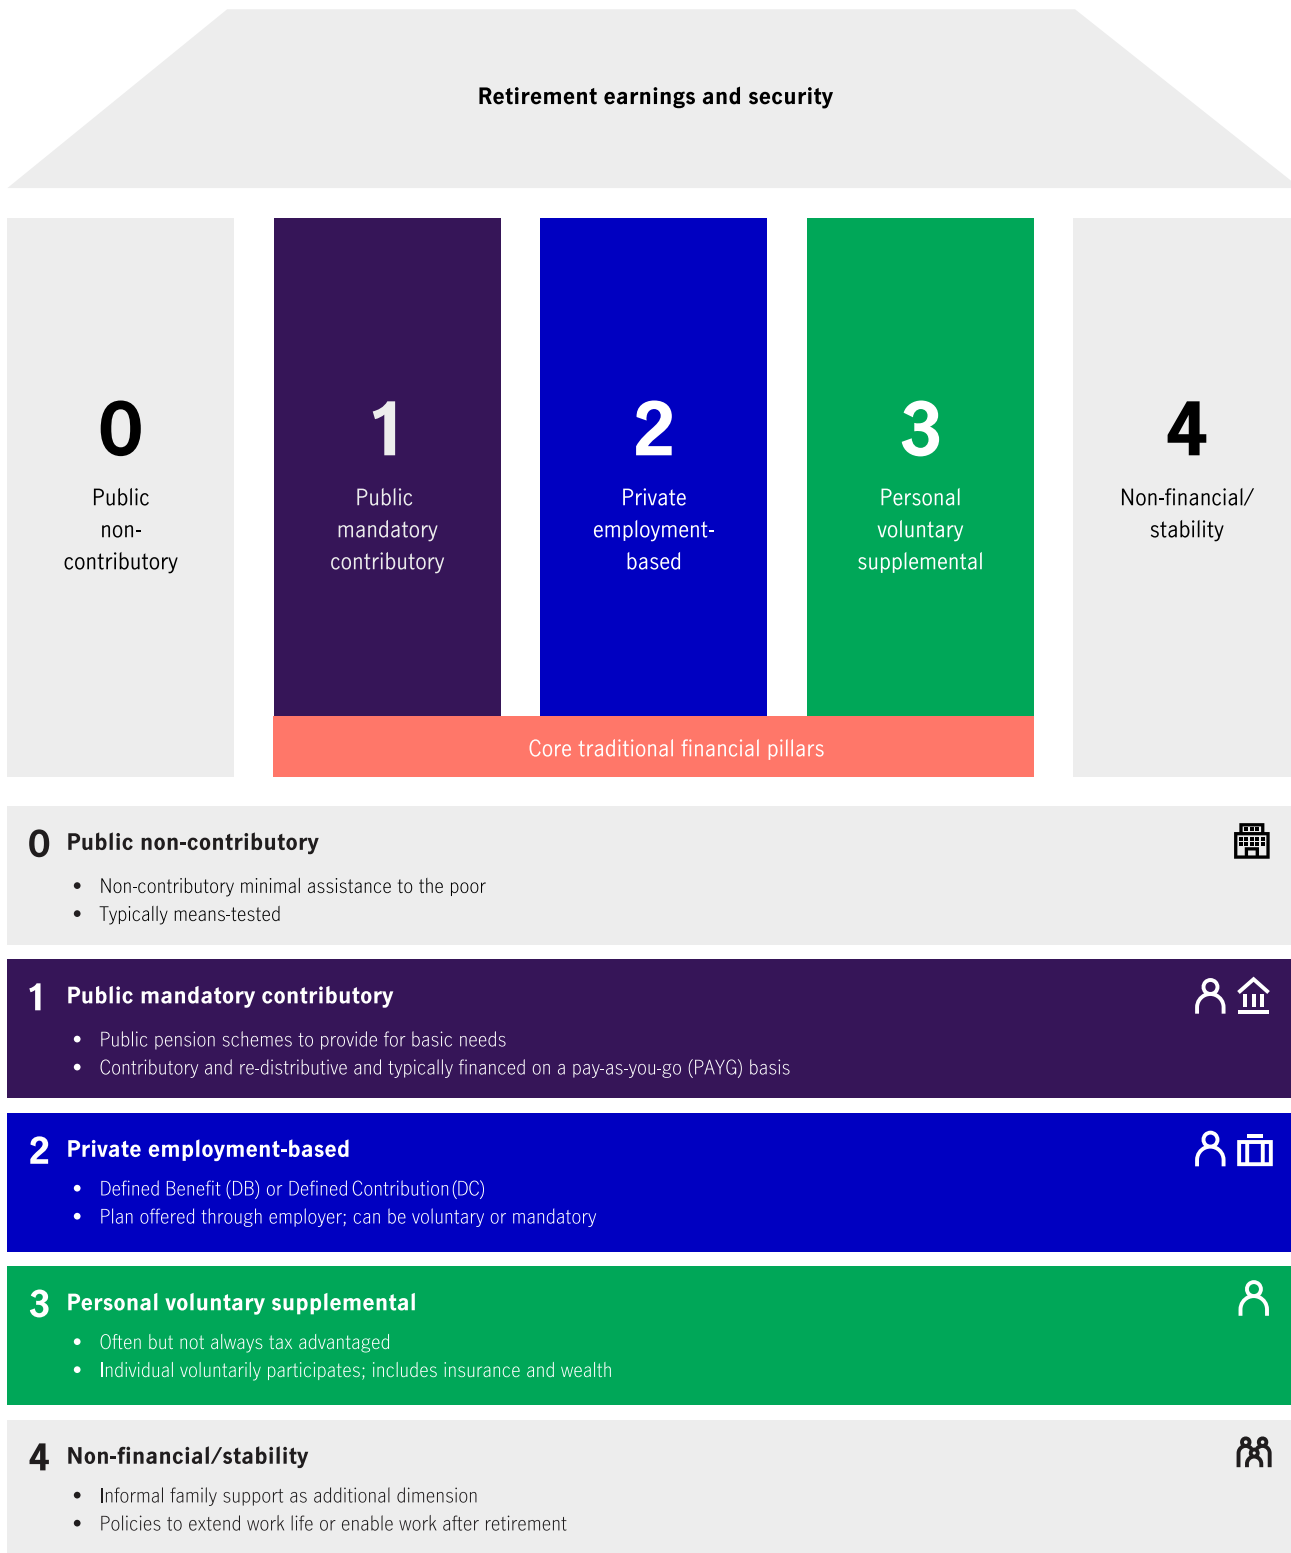 Retirement earnings and security
0
Public
non-
contributory
1
Public
mandatory
contributory
2
Private
employment-
based
3
Personal
voluntary
supplemental
4
Non-financial/
stability
Core traditional financial pillars
0 Public non-contributory
• Non-contributory minimal assistance to the poor
• Typically means-tested
1 Public mandatory contributory
• Public pension schemes to provide for basic needs
• Contributory and re-distributive and typically financed on a pay-as-you-go (PAYG) basis
2 Private employment-based
• Defined Benefit (DB) or Defined Contribution (DC)
• Plan offered through employer; can be voluntary or mandatory
3 Personal voluntary supplemental
• Often but not always tax advantaged
• Individual voluntarily participates; includes insurance and wealth
4 Non-financial/stability
• Informal family support as additional dimension
• Policies to extend work life or enable work after retirement